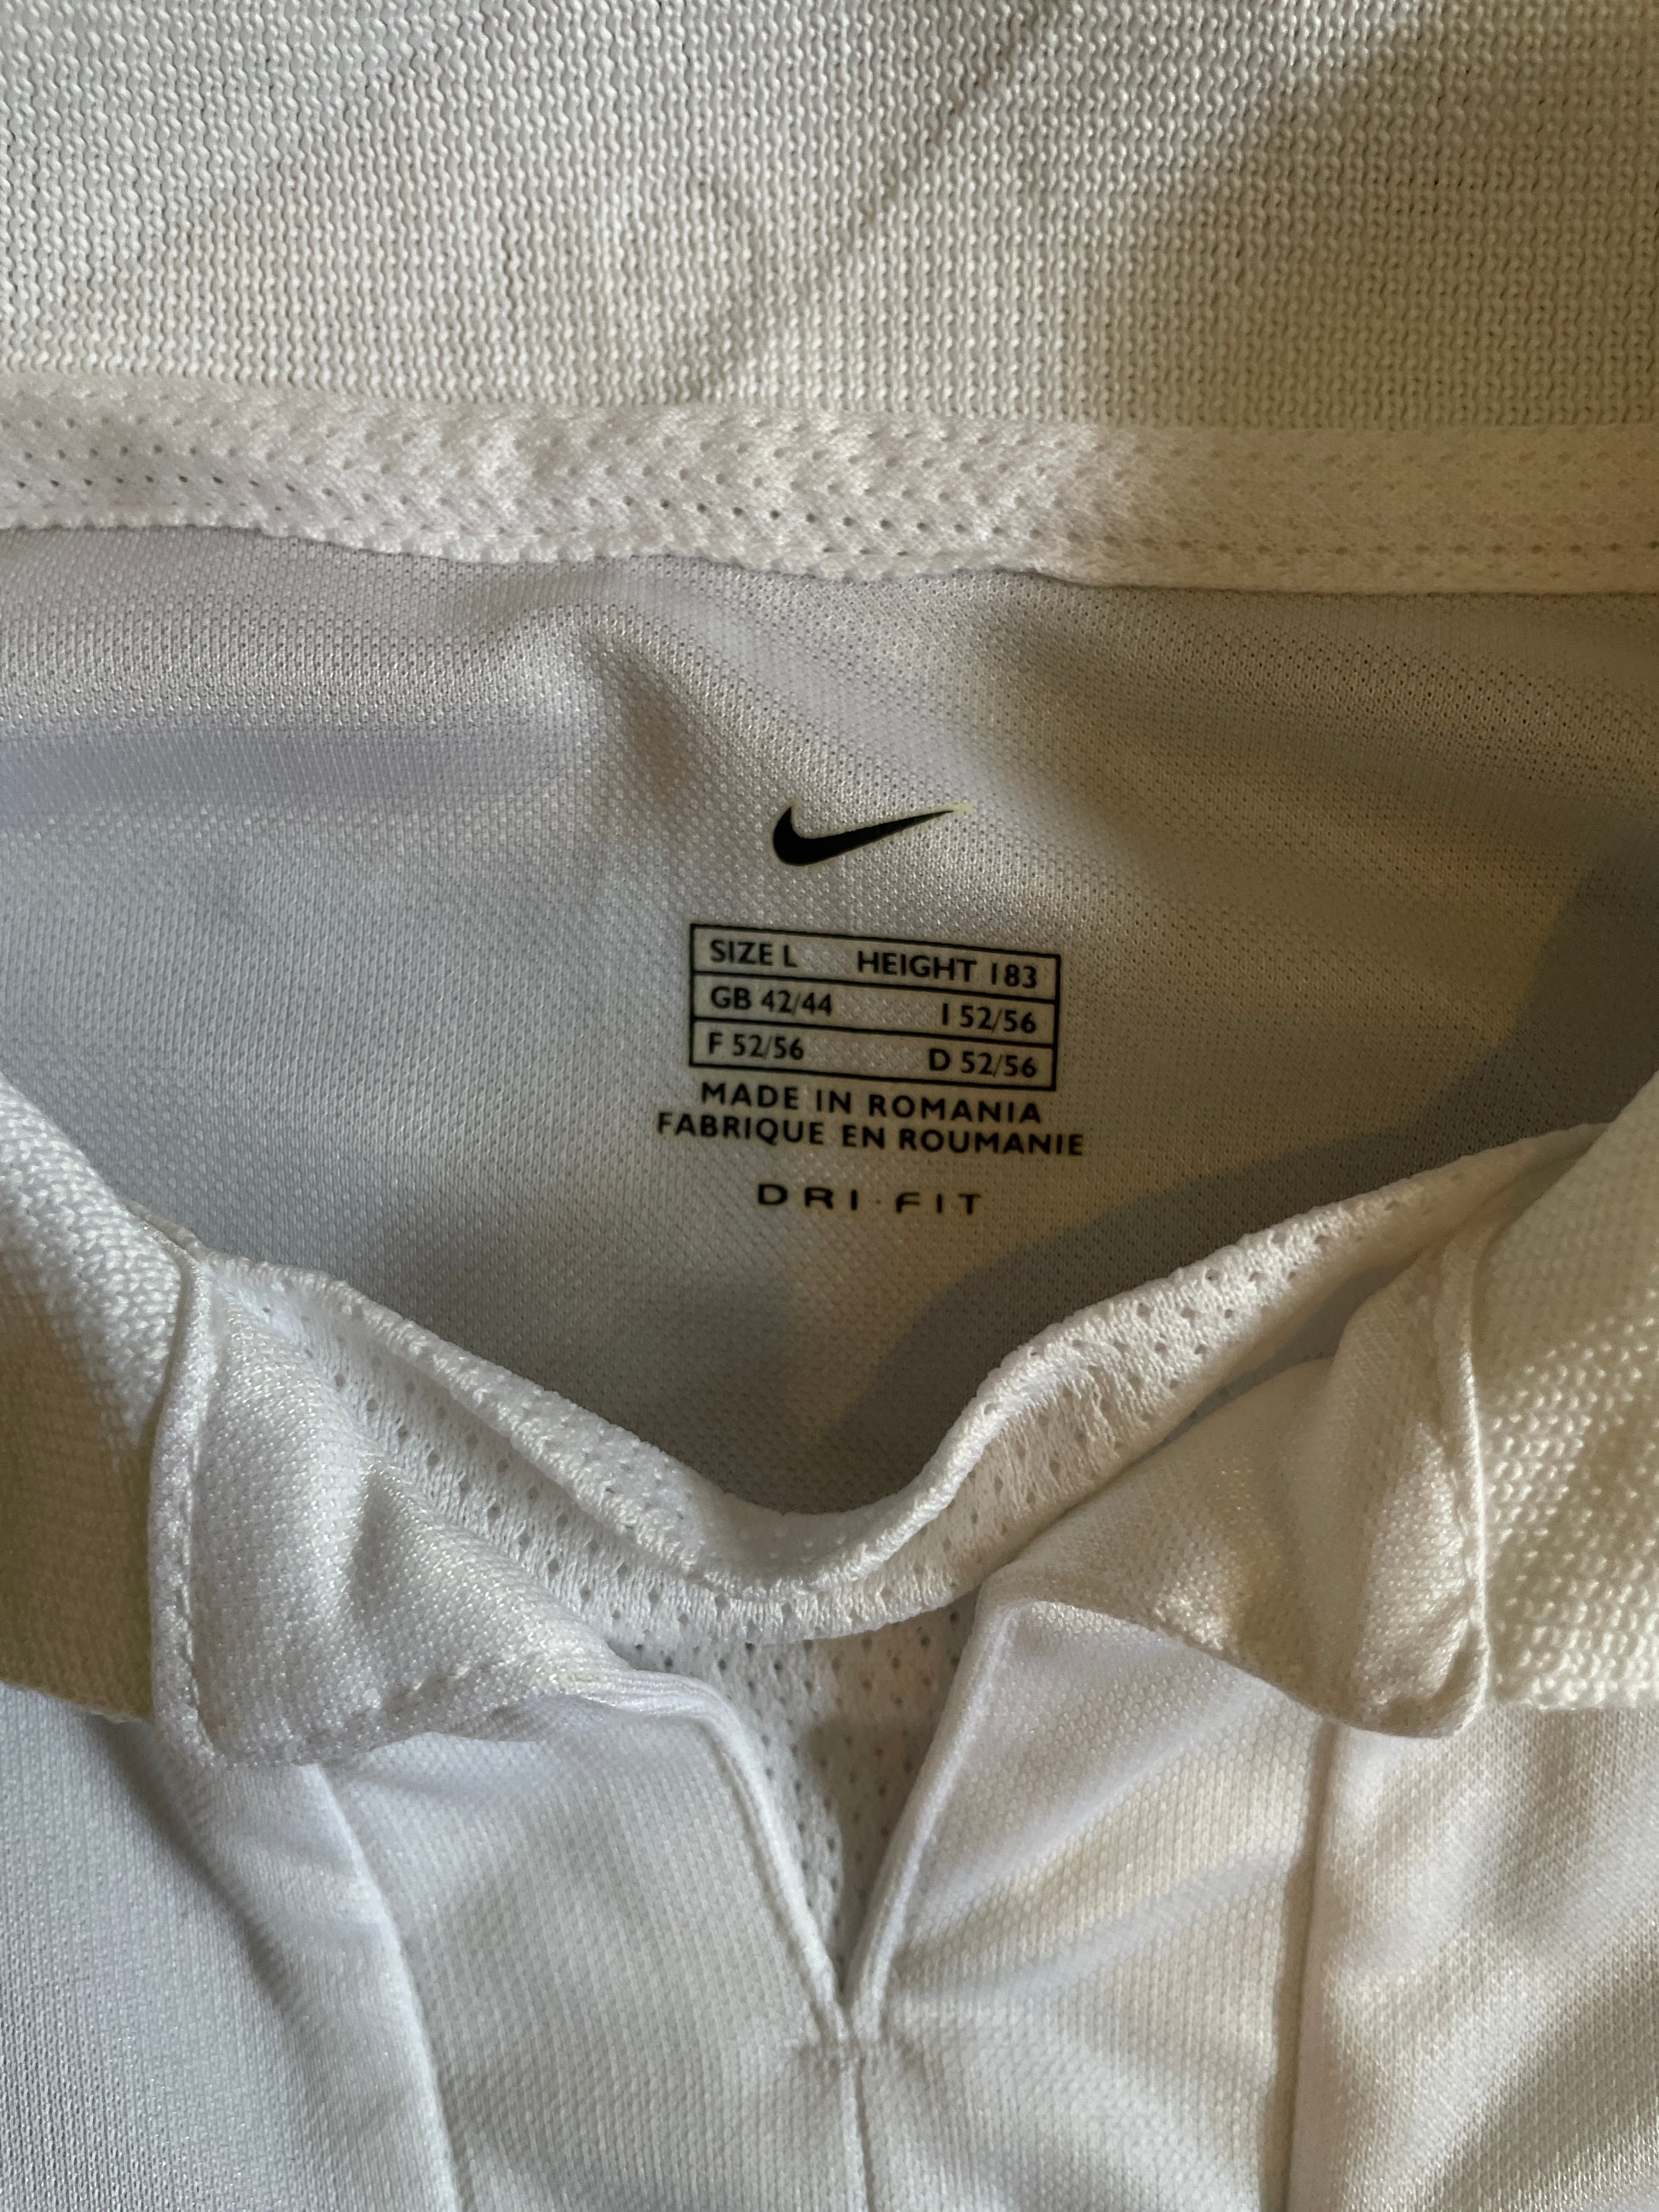 SIZE L HEIGHT 183
GB 42/44 I 52/56
F 52/56 D 52/56
MADE IN ROMANIA
FABRIQUE EN ROUMANIE
DRI·FIT